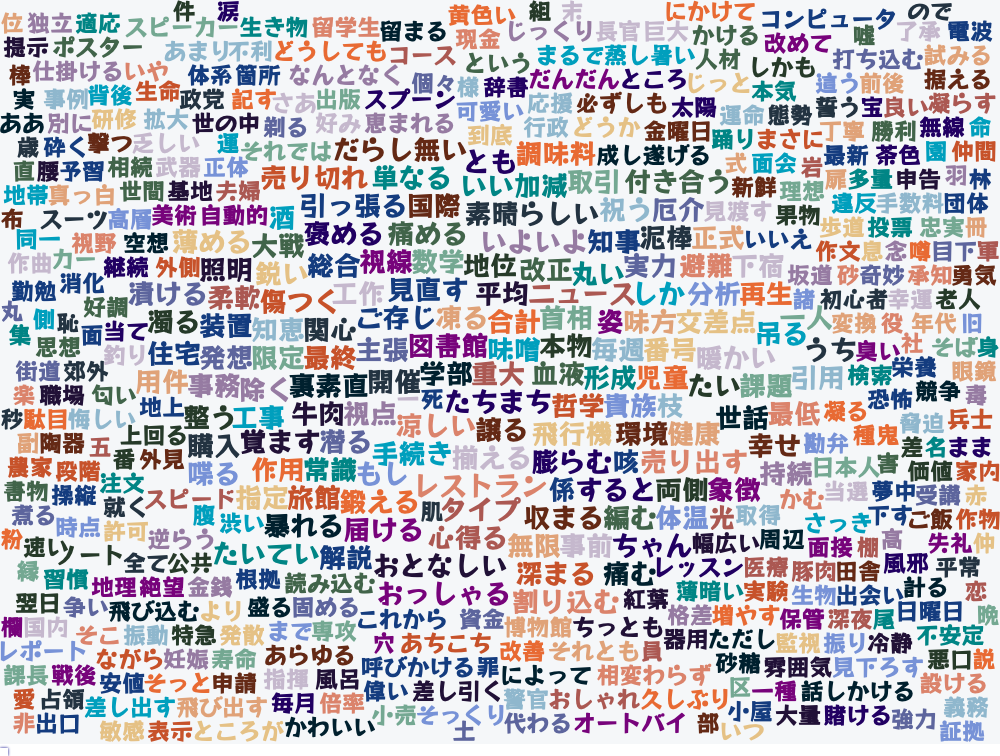 位 独立 適応 スピーカー 生き物 件 涙 留学生 留まる 黄色い 組 末 じっくり 長官 巨大 にかけて コンピュータ ので 嘘 了承 電波
提示 ポスター あまり 不利 どうしても コース 現金 という まるで 蒸し暑い 人材 かける 改めて しかも 打ち込む 試みる
棒 仕掛ける いや 体系 箇所 なんとなく 個々 様 辞書 だんだん ところ じっと 本気 違う 前後 据える
実 事例 背後 生命 政党 記す さあ 出版 スプーン 可愛い 応援 必ずしも 太陽 運命 態勢 誓う 宝 良い 凝らす
ああ 別に 研修 拡大 世の中 剃る 好み 恵まれる 到底 行政 どうか 金曜日 踊り まさに 丁寧 勝利 無線 命
歳 砕く 撃つ 乏しい 運 それでは だらし無い とも 調味料 成し遂げる 式 面会 岩 最新 茶色 園 仲間
直 腰 予習 相続 武器 正体 売り切れ 単なる いい加減 取引 付き合う 新鮮 理想 扉 多量 申告 羽 林
地帯 真っ白 世間 基地 夫婦 引っ張る 国際 素晴らしい 祝う 厄介 見渡す 果物 違反 手数料 団体
布 スーツ 高層 美術 自動的 酒 褒める 痛める いよいよ 知事 泥棒 正式 いいえ 歩道 投票 忠実 冊
同一 視野 空想 薄める 大戦 総合 視線 数学 地位 改正 丸い 実力 避難 下宿 作文 息 念 噂 目下 軍
作曲 カー 継続 外側 照明 鋭い 坂道 砂 奇妙 承知 勇気
勤勉 消化 漬ける 柔軟 傷つく 工作 見直す 平均 ニュース しか 分析 再生 諸 初心者 幸運 老人
丸 集 側 恥 好調 面 当て 濁る 装置 知恵 関心 ご存じ 凍る 合計 首相 姿 味方 交差点 吊る 一人 変換 役 年代 旧
思想 釣り 住宅 発想 限定 最終 主張 図書館 味噌 本物 毎週 番号 暖かい うち 臭い 社 そば 身
街道 郊外 用件 事務 除く 裏 素直 開催 学部 重大 血液 形成 児童 たい 課題 引用 検索 栄養 眼鏡
楽 職場 匂い 死 たちまち 哲学 貴族 枝 恐怖 競争 毒
秒 駄目 悔しい 地上 整う 工事 牛肉 視点 一 涼しい 譲る 飛行機 環境 健康 世話 最低 凝る 種 鬼 脅迫 兵士
副 陶器 五 番 上回る 外見 購入 覚ます 潜る 手続き 揃える 膨らむ 咳 売り出す 幸せ 勘弁 差 名 まま
農家 段階 喋る 作用 常識 もし レストラン 係 すると 両側 象徴 持続 日本人 害 価値 家内
書物 操縦 注文 就く スピード 指定 旅館 鍛える 肌 タイプ 収まる 編む 体温 光 取得 かむ 当選 夢中 受講 赤
煮る 時点 許可 腹 渋い 暴れる 届ける 心得る さっき 下す ご飯 作物
粉 速い ノート 逆らう 全て 公共 たいてい 解説 おとなしい 無限 事前 ちゃん 幅広い 周辺 面接 棚 高 失礼 仲
縁 習慣 地理 絶望 金銭 根拠 読み込む おっしゃる 深まる 痛む レッスン 医療 豚肉 田舎 風邪 平常
翌日 争い 飛び込む より 盛る 固める これから 資金 割り込む 紅葉 薄暗い 実験 生物 出会い 計る 恋
欄 国内 そこ 振動 特急 発散 まで 専攻 穴 あちこち 博物館 ちっとも 格差 増やす 保管 深夜 尾 日曜日 晩
レポート ながら 妊娠 寿命 あらゆる 改善 それとも 員 器用 ただし 監視 振り 冷静 不安定
課長 戦後 安値 そっと 申請 指揮 風呂 呼びかける 罪 によって 相変わらず 砂糖 雰囲気 見下ろす 悪口 説
愛 占領 差し出す 飛び出す 毎月 倍率 偉い 差し引く 警官 おしゃれ 久しぶり 区 一種 話しかける 設ける
非 出口 敏感 表示 ところが かわいい 小売 そっくり 土 代わる オートバイ 部 いつ 小屋 大量 賭ける 強力 義務 証拠